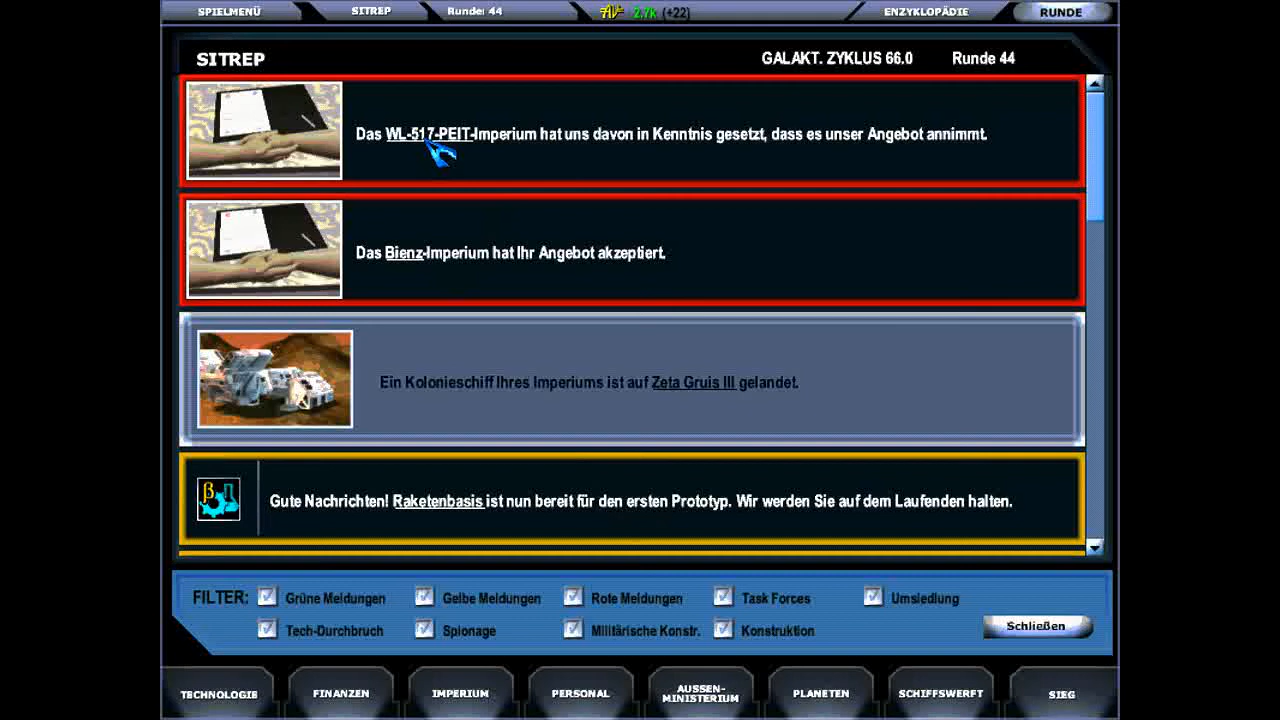 SPIELMENÜ
SITREP
Runde: 44
AV= 2.7k (+22)
ENZYKLOPÄDIE
RUNDE
SITREP
GALAKT. ZYKLUS 66.0
Runde 44
Das WL-517-PEIT-Imperium hat uns davon in Kenntnis gesetzt, dass es unser Angebot annimmt.
Das Bienz-Imperium hat Ihr Angebot akzeptiert.
Ein Kolonieschiff Ihres Imperiums ist auf Zeta Gruis III gelandet.
β
Gute Nachrichten! Raketenbasis ist nun bereit für den ersten Prototyp. Wir werden Sie auf dem Laufenden halten.
FILTER:
Grüne Meldungen
Gelbe Meldungen
Rote Meldungen
Task Forces
Umsiedlung
Tech-Durchbruch
Spionage
Militärische Konstr.
Konstruktion
Schließen
TECHNOLOGIE
FINANZEN
IMPERIUM
PERSONAL
AUSSEN-
MINISTERIUM
PLANETEN
SCHIFFSWERFT
SIEG